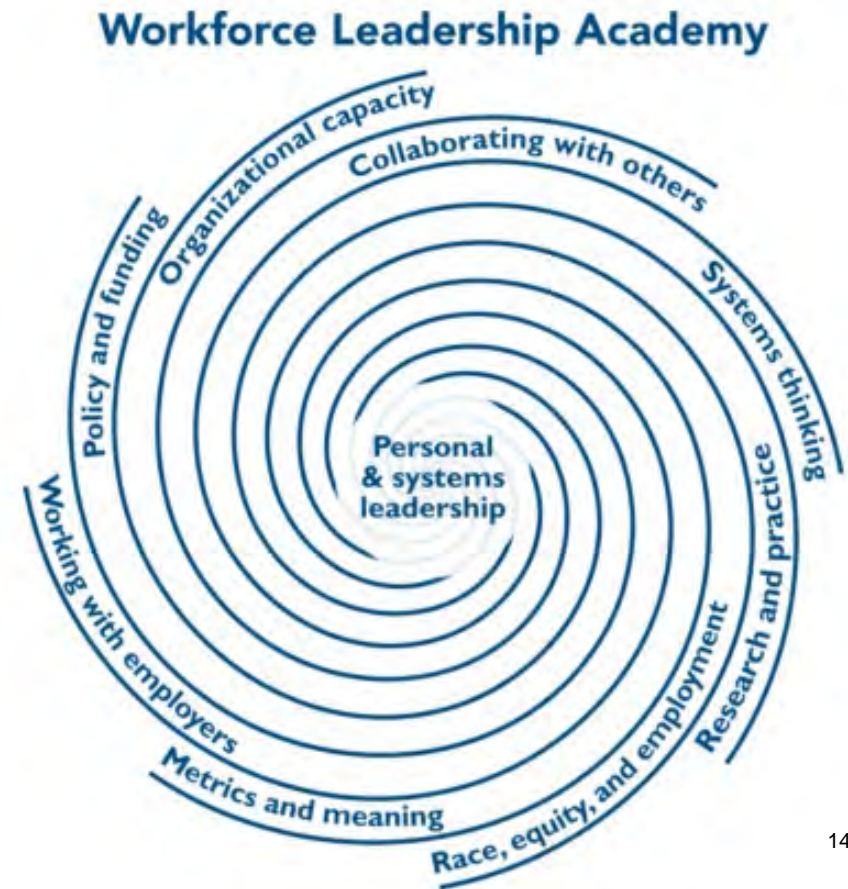 Workforce Leadership Academy
Organizational capacity
Collaborating with others
Systems thinking
Research and practice
Race, equity, and employment
Metrics and meaning
Working with employers
Policy and funding
Personal
& systems
leadership
14